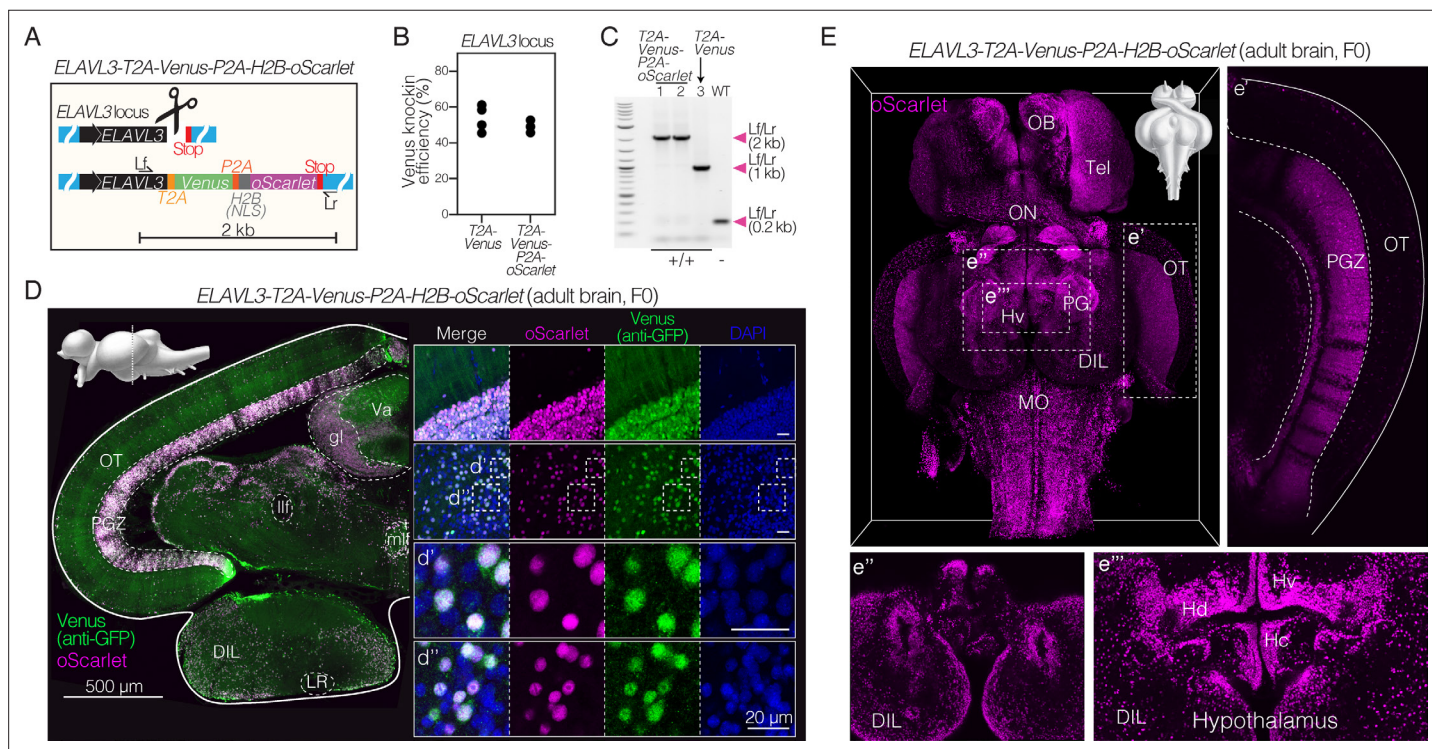 A
ELAVL3-T2A-Venus-P2A-H2B-oScarlet
ELAVL3 locus
ELAVL3
Stop
Lf
P2A
Stop
ELAVL3
Venus
oScarlet
T2A
H2B
(NLS)
Lr
2 kb
B
ELAVL3 locus
Venus knockin
efficiency (%)
80
60
40
20
0
T2A-
Venus
T2A-
Venus-
P2A-
oScarlet
C
T2A-
Venus-
P2A-
oScarlet
T2A-
Venus
1 2 3 WT
Lf/Lr
(2 kb)
Lf/Lr
(1 kb)
Lf/Lr
(0.2 kb)
+/+ -
D
ELAVL3-T2A-Venus-P2A-H2B-oScarlet (adult brain, F0)
OT
PGZ
Va
gl
llf
mlf
DIL
LR
Venus
(anti-GFP)
oScarlet
500 µm
Merge
oScarlet
Venus
(anti-GFP)
DAPI
d'
d''
d'
d''
20 µm
E
ELAVL3-T2A-Venus-P2A-H2B-oScarlet (adult brain, F0)
oScarlet
OB
Tel
ON
e'
OT
e''
e'''
PG
Hv
DIL
MO
e'
PGZ
OT
e''
DIL
e'''
Hv
Hd
Hc
DIL
Hypothalamus